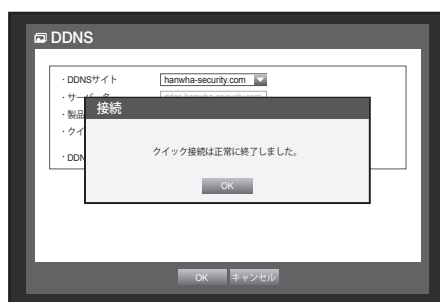 DDNS
・DDNSサイト hanwha-security.com
・サーバーター
・製品
・クイ
・DDN
接続
クイック接続は正常に終了しました。
OK
OK キャンセル